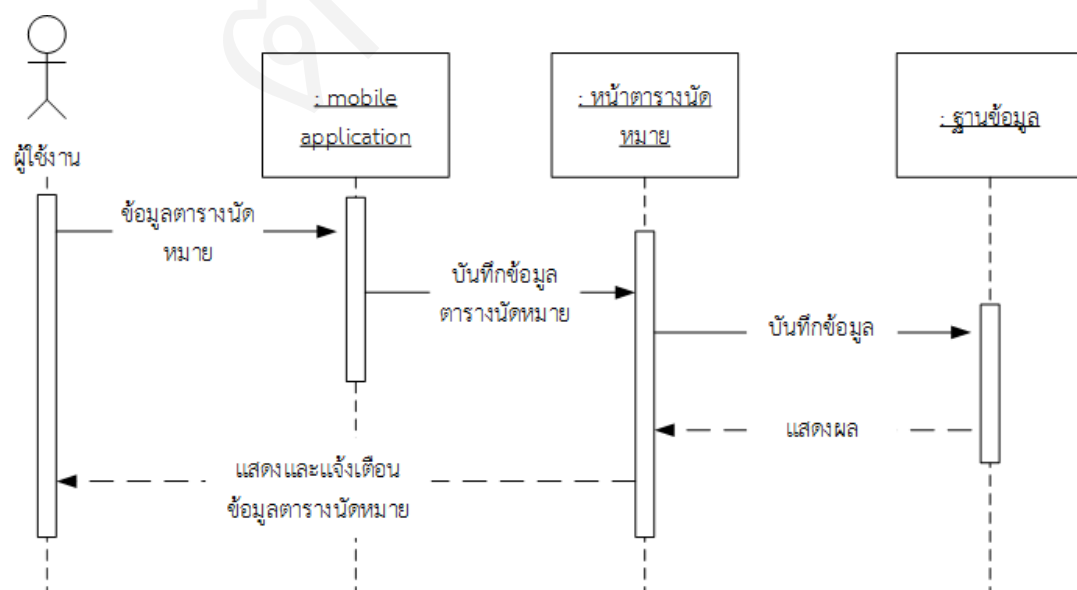 : mobile
application
: หน้าตารางนัด
หมาย
: ฐานข้อมูล
ผู้ใช้งาน
ข้อมูลตารางนัด
หมาย
บันทึกข้อมูล
ตารางนัดหมาย
บันทึกข้อมูล
แสดงผล
แสดงและแจ้งเตือน
ข้อมูลตารางนัดหมาย